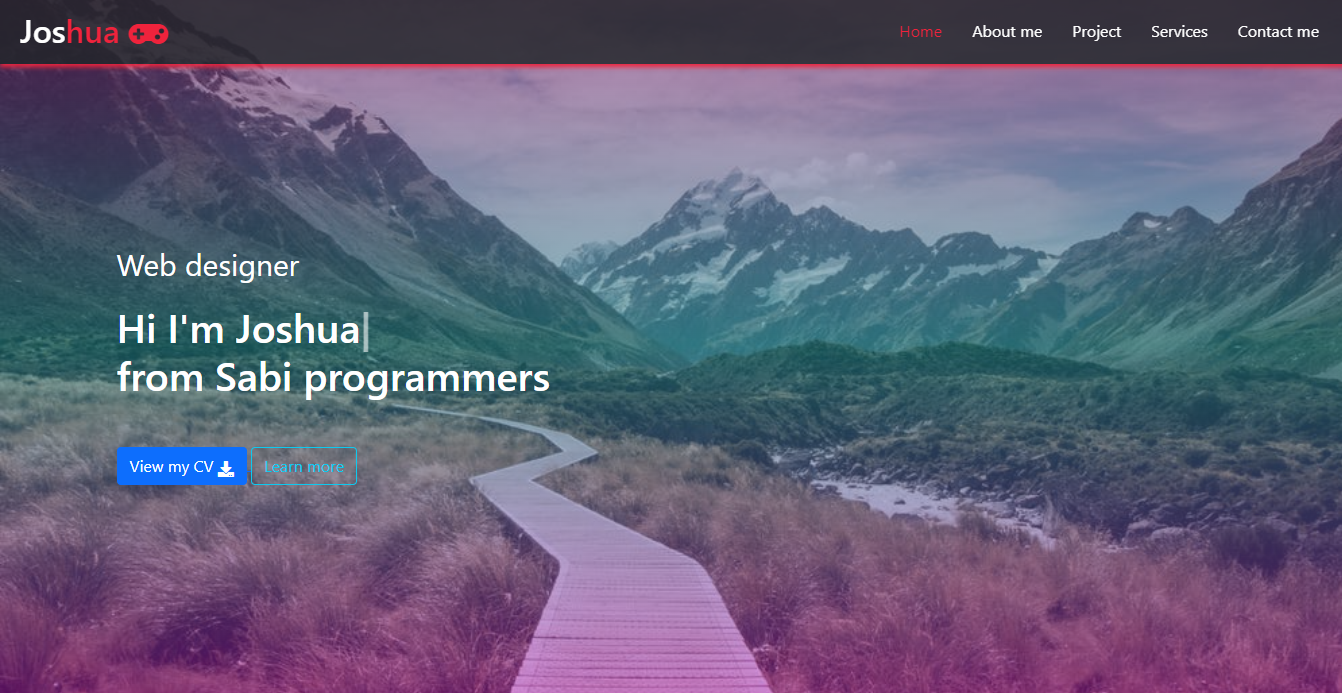 Joshua
Home About me Project Services Contact me
Web designer
Hi I'm Joshua|
from Sabi programmers
View my CV Learn more